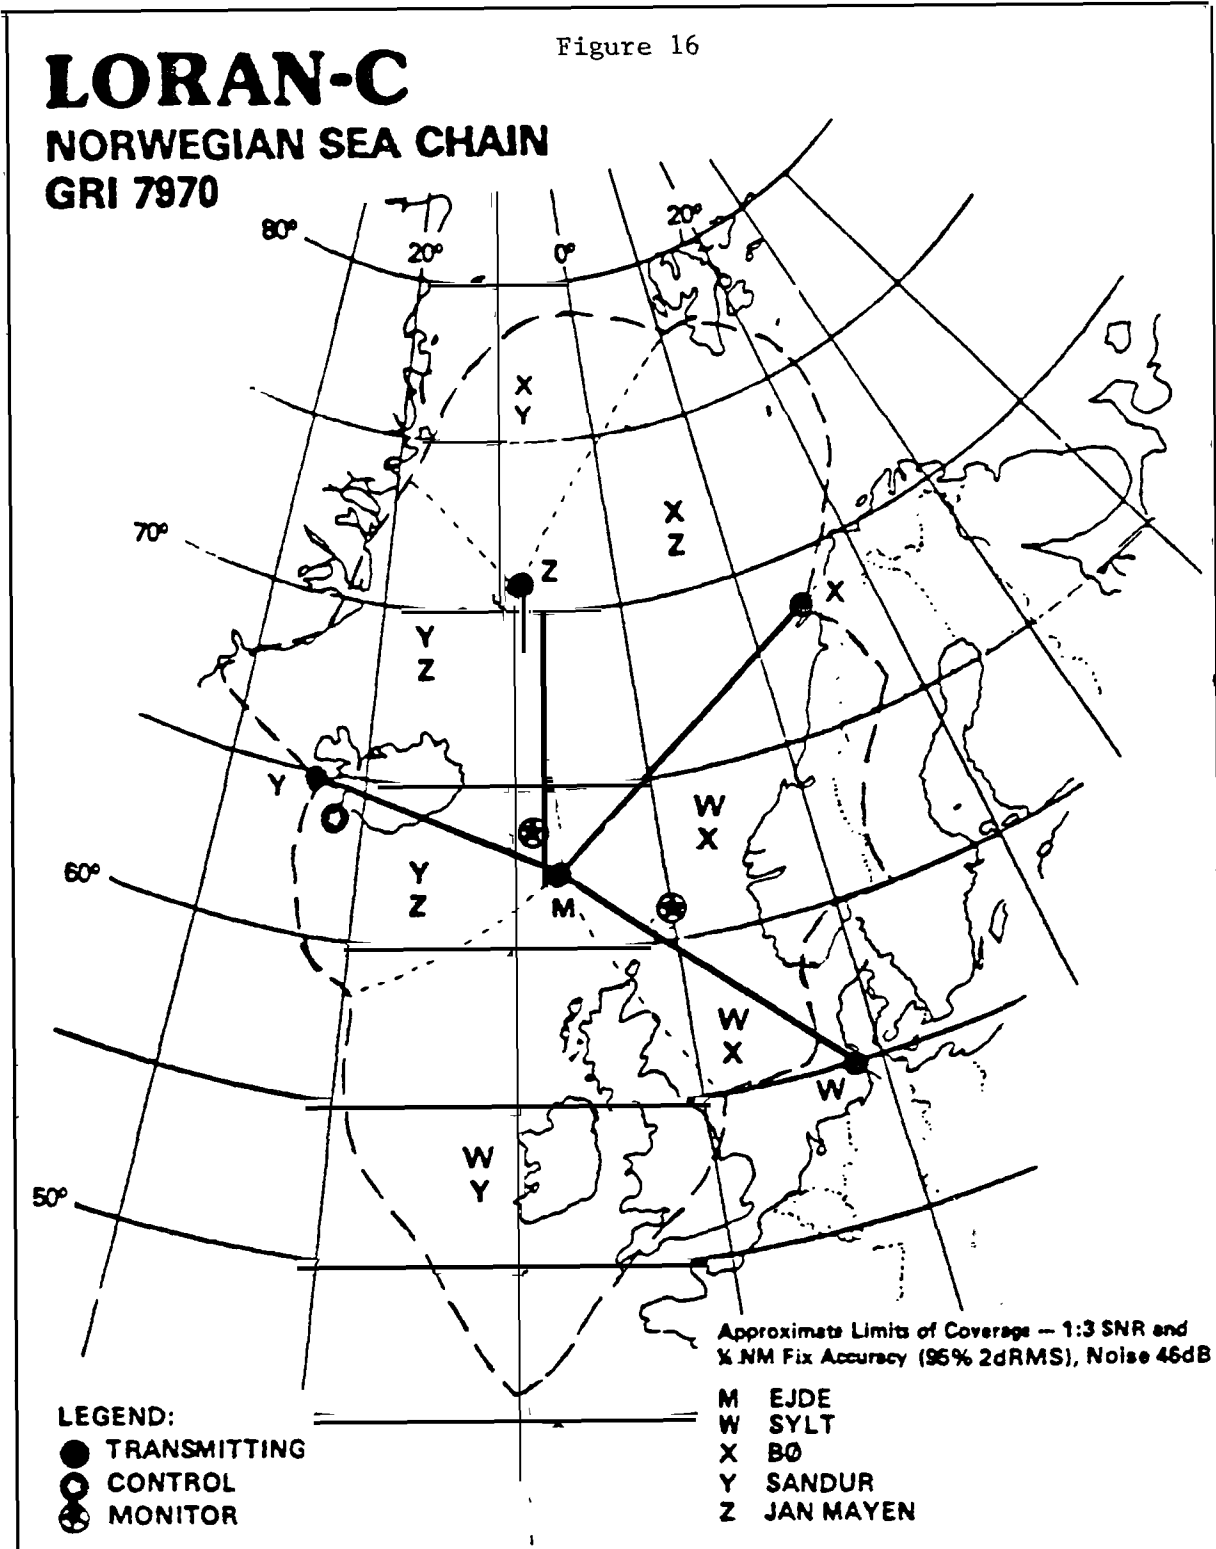 Figure 16
LORAN-C
NORWEGIAN SEA CHAIN
GRI 7970
80°
20°
0°
20°
X
Y
X
Z
70°
Z
X
Y
Z
Y
W
X
60°
Y
Z
M
W
X
W
W
Y
50°
Approximate Limits of Coverage — 1:3 SNR and
¼ NM Fix Accuracy (95% 2dRMS), Noise 46dB
M EJDE
W SYLT
X BØ
Y SANDUR
Z JAN MAYEN
LEGEND:
TRANSMITTING
CONTROL
MONITOR